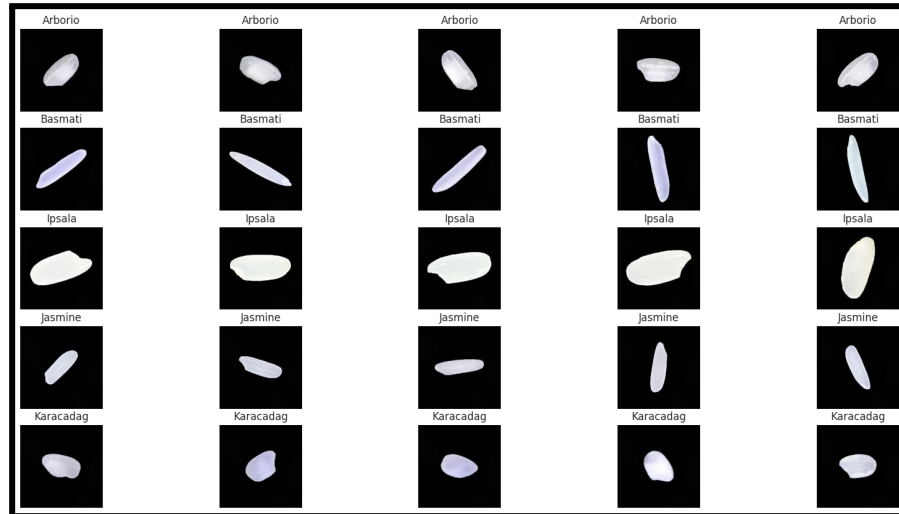 Arborio Arborio Arborio Arborio Arborio
Basmati Basmati Basmati Basmati Basmati
Ipsala Ipsala Ipsala Ipsala Ipsala
Jasmine Jasmine Jasmine Jasmine Jasmine
Karacadag Karacadag Karacadag Karacadag Karacadag